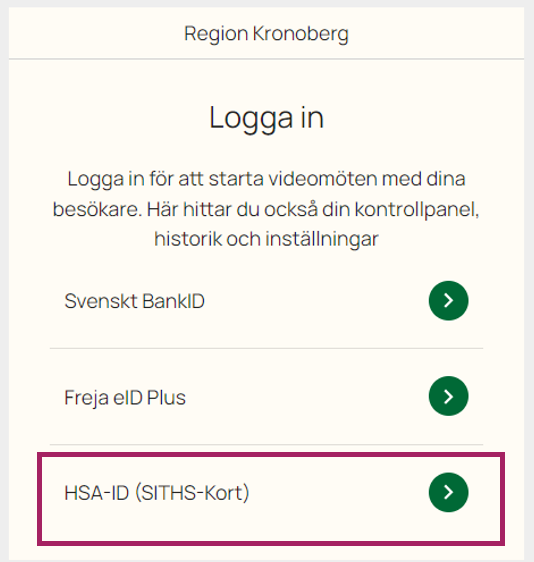 Region Kronoberg
Logga in
Logga in för att starta videomöten med dina
besökare. Här hittar du också din kontrollpanel,
historik och inställningar
Svenskt BankID
Freja eID Plus
HSA-ID (SITHS-Kort)